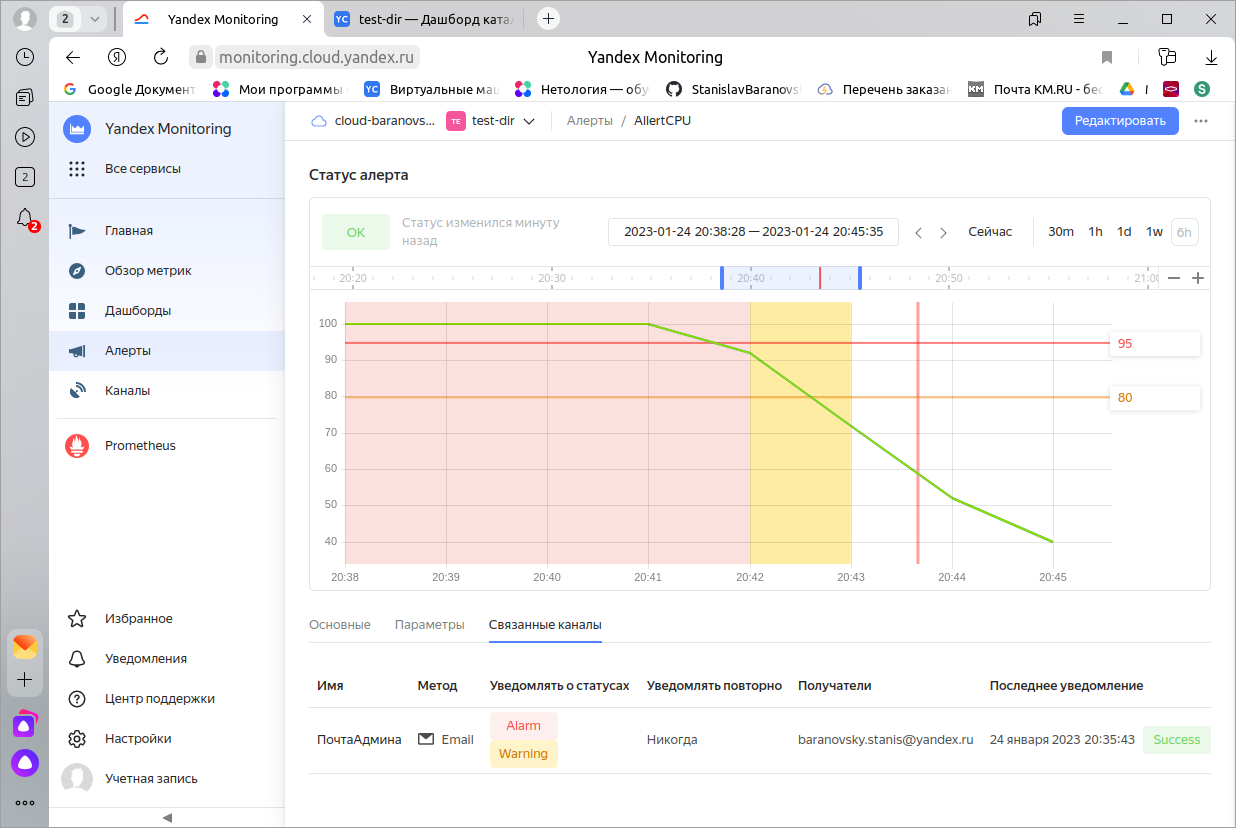 2
Yandex Monitoring
YC
test-dir — Дашборд ката
Я
monitoring.cloud.yandex.ru
Yandex Monitoring
Google Документ
Мои программы
YC
Виртуальные ма
Нетология — обу
StanislavBaranovs
Перечень заказа
KM
Почта KM.RU - бес
S
2
2
Yandex Monitoring
Все сервисы
Главная
Обзор метрик
Дашборды
Алерты
Каналы
Prometheus
Избранное
Уведомления
Центр поддержки
Настройки
Учетная запись
cloud-baranovs...
TE
test-dir
Алерты / AllertCPU
Редактировать
Статус алерта
OK
Статус изменился минуту
назад
2023-01-24 20:38:28 — 2023-01-24 20:45:35
Сейчас
30m
1h
1d
1w
6h
20:20
20:30
20:40
20:50
21:00
100
90
80
70
60
50
40
95
80
20:38
20:39
20:40
20:41
20:42
20:43
20:44
20:45
Основные
Параметры
Связанные каналы
Имя
Метод
Уведомлять о статусах
Уведомлять повторно
Получатели
Последнее уведомление
ПочтаАдмина
Email
Alarm
Warning
Никогда
baranovsky.stanis@yandex.ru
24 января 2023 20:35:43
Success